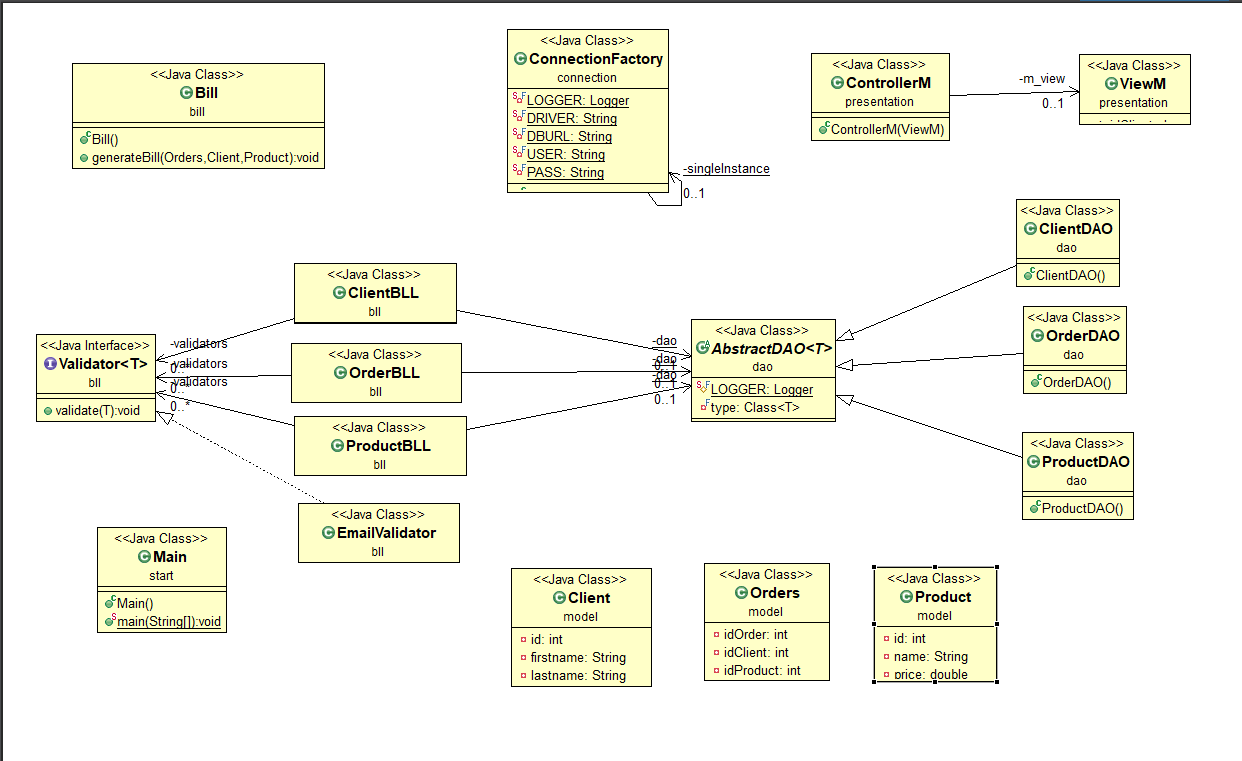 <<Java Class>>
Bill
bill
Bill()
generateBill(Orders,Client,Product):void
<<Java Class>>
ConnectionFactory
connection
LOGGER: Logger
DRIVER: String
DBURL: String
USER: String
PASS: String
-singleInstance
0..1
<<Java Class>>
ControllerM
presentation
ControllerM(ViewM)
-m_view
0..1
<<Java Class>>
ViewM
presentation
<<Java Class>>
ClientDAO
dao
ClientDAO()
<<Java Class>>
ClientBLL
bll
<<Java Interface>>
Validator<T>
bll
validate(T):void
-validators
0..*
-validators
0..*
-validators
0..*
<<Java Class>>
OrderBLL
bll
<<Java Class>>
ProductBLL
bll
-dao
0..1
-dao
0..1
-dao
0..1
<<Java Class>>
AbstractDAO<T>
dao
LOGGER: Logger
type: Class<T>
<<Java Class>>
OrderDAO
dao
OrderDAO()
<<Java Class>>
ProductDAO
dao
ProductDAO()
<<Java Class>>
EmailValidator
bll
<<Java Class>>
Main
start
Main()
main(String[]):void
<<Java Class>>
Client
model
id: int
firstname: String
lastname: String
<<Java Class>>
Orders
model
idOrder: int
idClient: int
idProduct: int
<<Java Class>>
Product
model
id: int
name: String
price: double